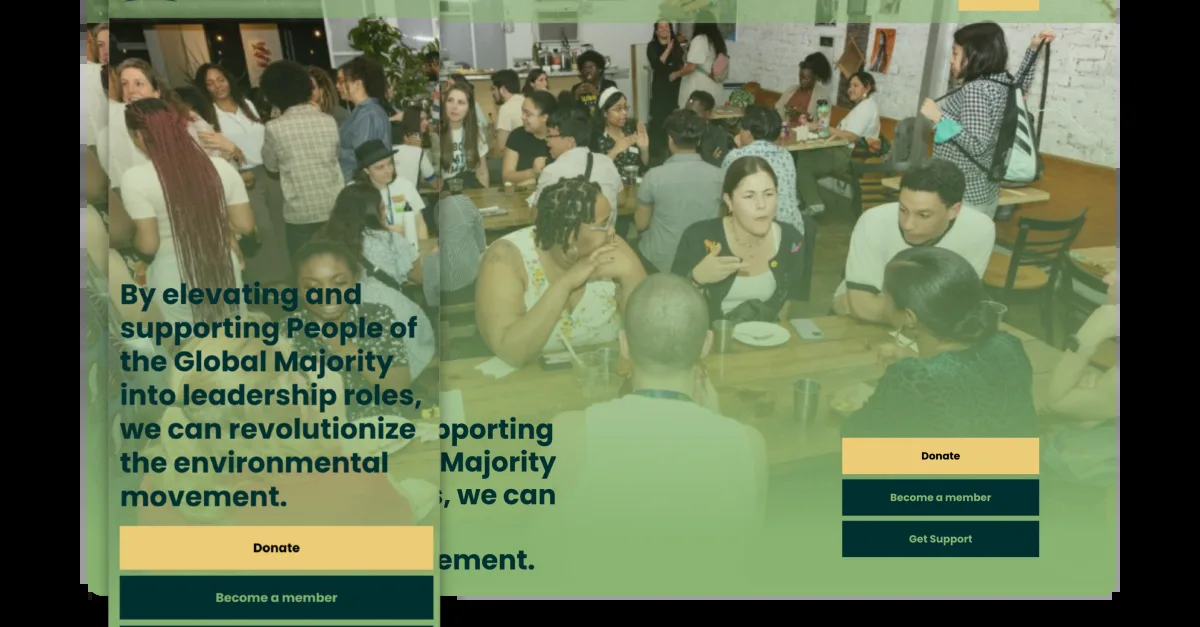 By elevating and
supporting People of
the Global Majority
into leadership roles,
we can revolutionize
the environmental
movement.
Donate
Become a member
pporting
Majority
s, we can
ement.
Donate
Become a member
Get Support